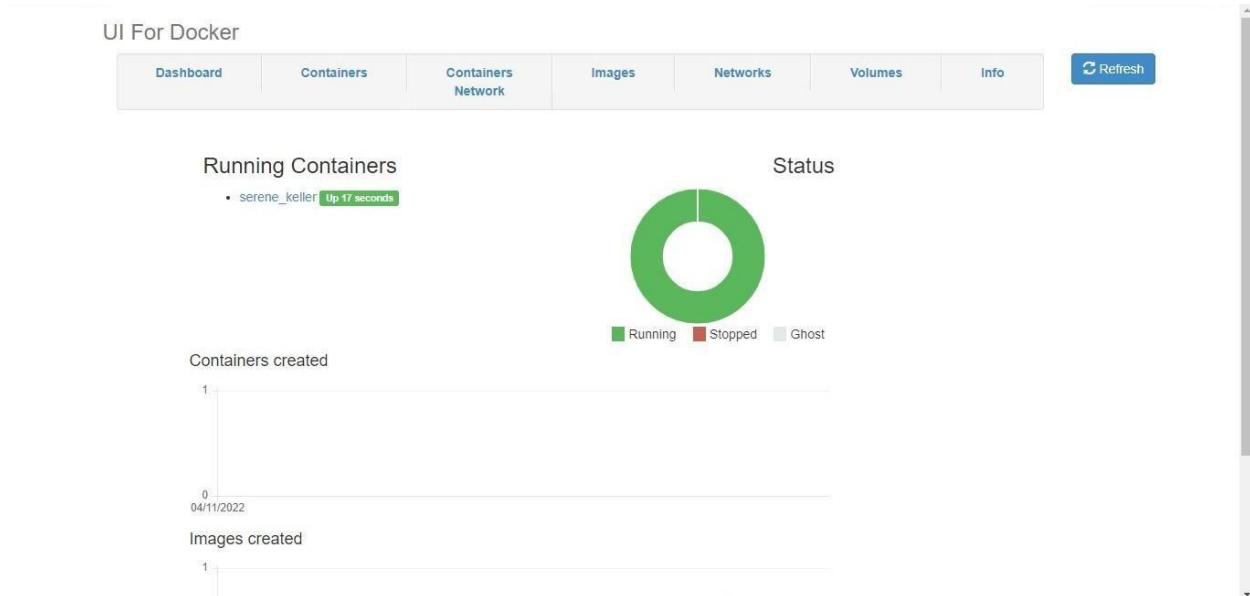 UI For Docker
Dashboard
Containers
Containers
Network
Images
Networks
Volumes
Info
Refresh
Running Containers
serene_keller Up 17 seconds
Status
Running Stopped Ghost
Containers created
1
0
04/11/2022
Images created
1